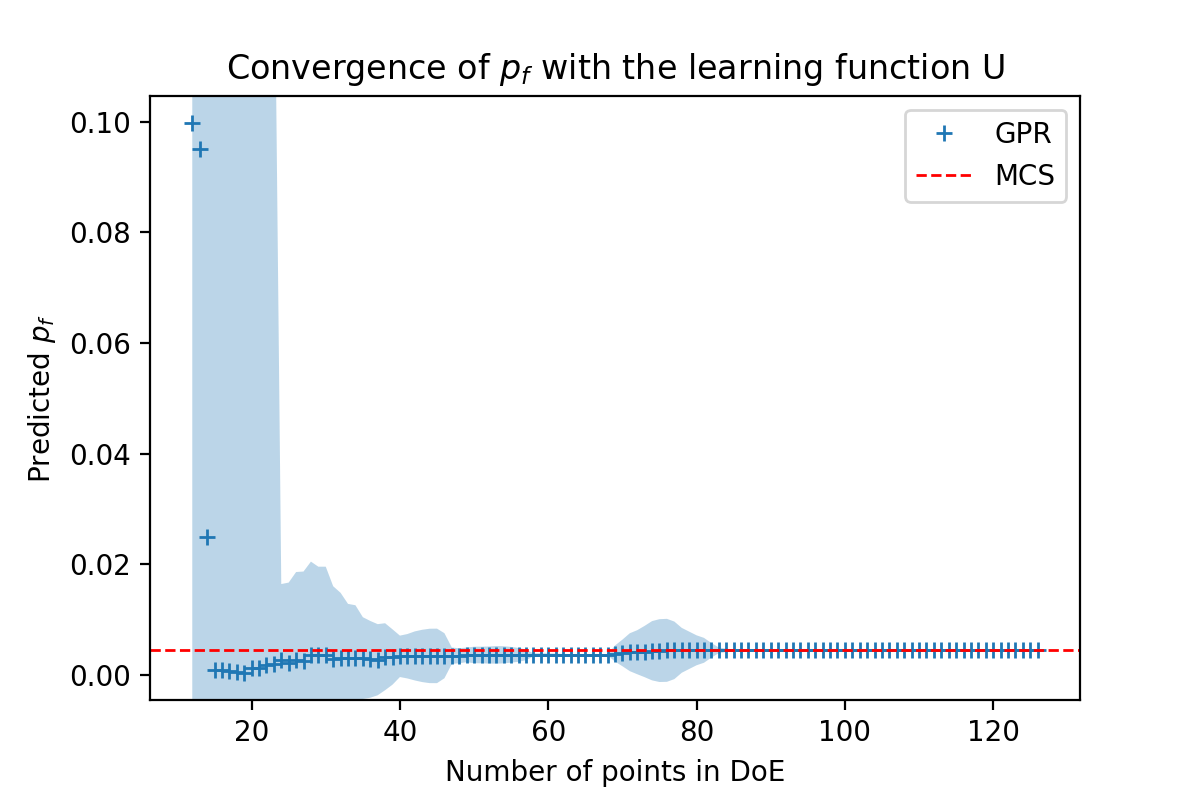 Convergence of p_f with the learning function U
GPR
MCS
Predicted p_f
0.10
0.08
0.06
0.04
0.02
0.00
20 40 60 80 100 120
Number of points in DoE